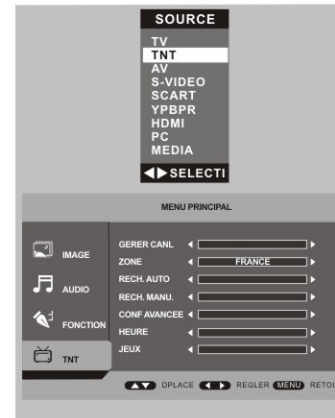 SOURCE
TV
TNT
AV
S-VIDEO
SCART
YPBPR
HDMI
PC
MEDIA
SELECTI
MENU PRINCIPAL
IMAGE
AUDIO
FONCTION
TNT
GERER CANL
ZONE FRANCE
RECH. AUTO
RECH. MANU.
CONF AVANCEE
HEURE
JEUX
DPLACE REGLER MENU RETOU